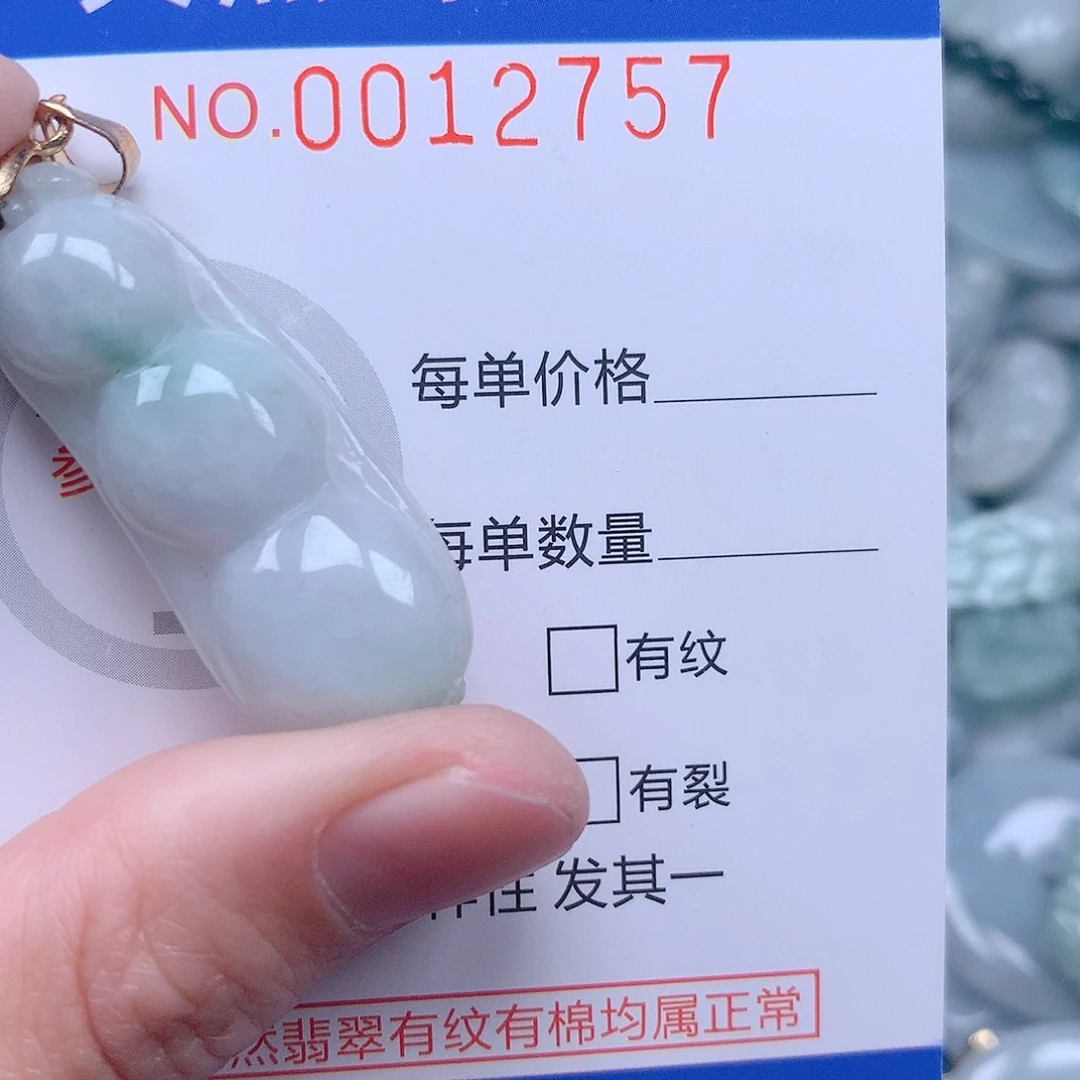 NO.0012757
每单价格
每单数量
有纹
有裂
发其一
然翡翠有纹有棉均属正常